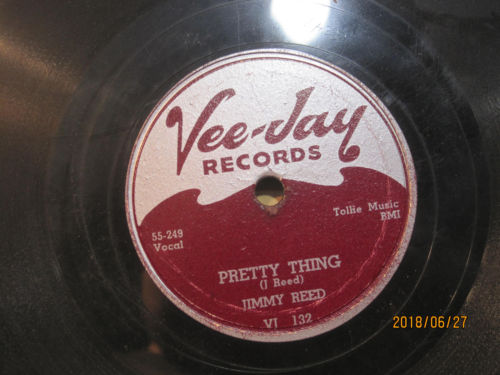 Vee-Jay
RECORDS
55-249
Vocal
Tollie Music
BMI
PRETTY THING
(J Reed)
JIMMY REED
VJ 132
2018/06/27